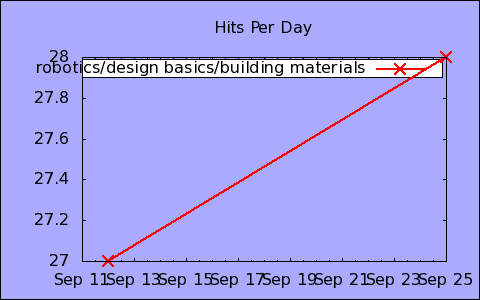 Hits Per Day
28
robotics/design basics/building materials
27.8
27.6
27.4
27.2
27
Sep 11 Sep 13 Sep 15 Sep 17 Sep 19 Sep 21 Sep 23 Sep 25